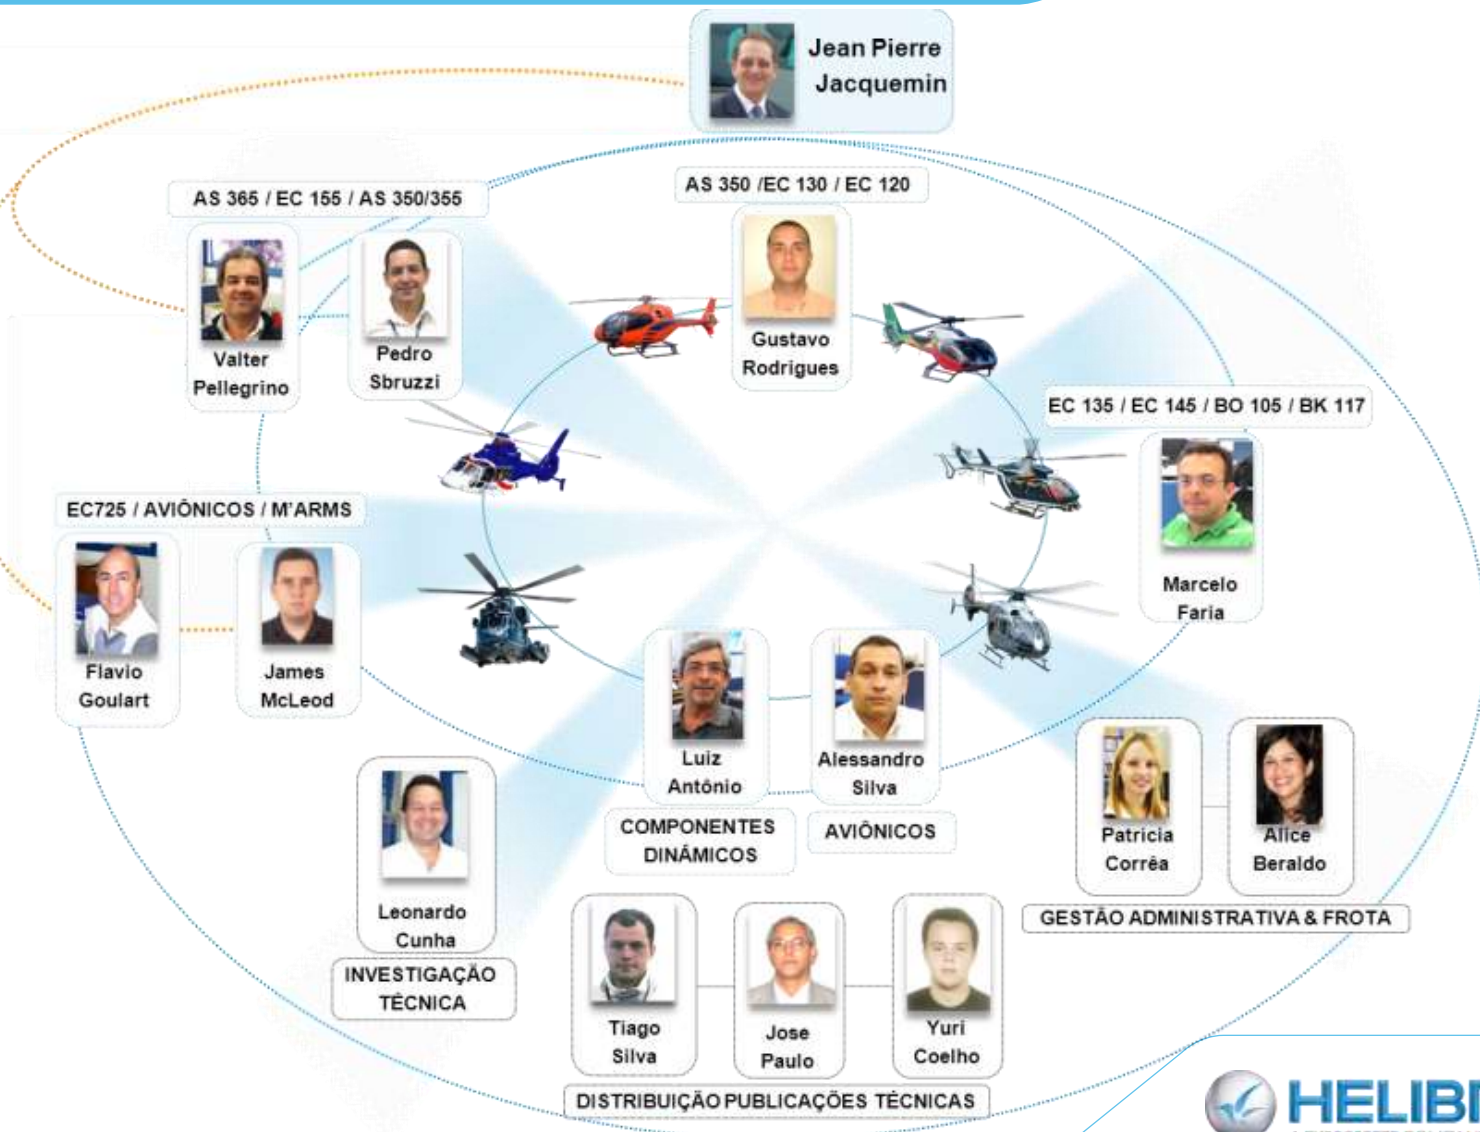 Jean Pierre
Jacquemin
AS 365 / EC 155 / AS 350/355
AS 350 /EC 130 / EC 120
Valter
Pellegrino
Pedro
Sbruzzi
Gustavo
Rodrigues
EC 135 / EC 145 / BO 105 / BK 117
Marcelo
Faria
EC725 / AVIÔNICOS / M'ARMS
Flavio
Goulart
James
McLeod
Luiz
Antônio
COMPONENTES
DINÂMICOS
Alessandro
Silva
AVIÔNICOS
Patricia
Corrêa
Alice
Beraldo
GESTÃO ADMINISTRATIVA & FROTA
Leonardo
Cunha
INVESTIGAÇÃO
TÉCNICA
Tiago
Silva
Jose
Paulo
Yuri
Coelho
DISTRIBUIÇÃO PUBLICAÇÕES TÉCNICAS